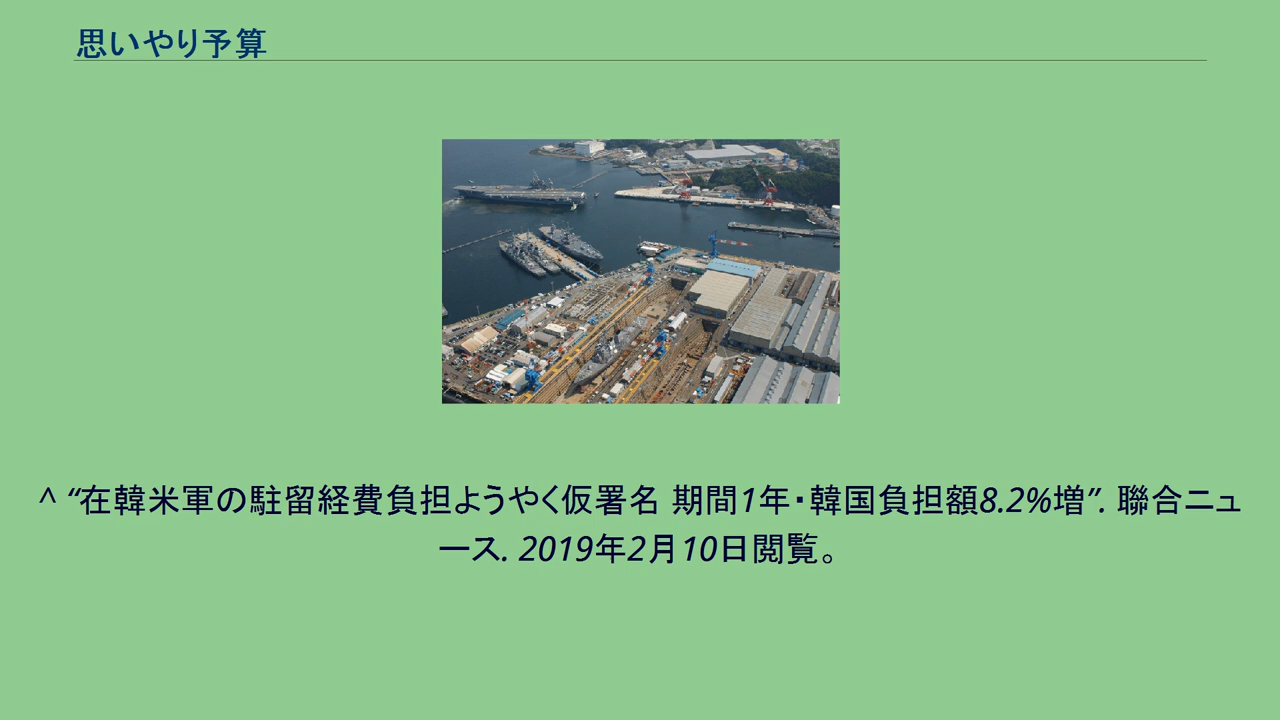 思いやり予算
^ “在韓米軍の駐留経費負担ようやく仮署名 期間1年・韓国負担額8.2%増”. 聯合ニュ
ース. 2019年2月10日閲覧。